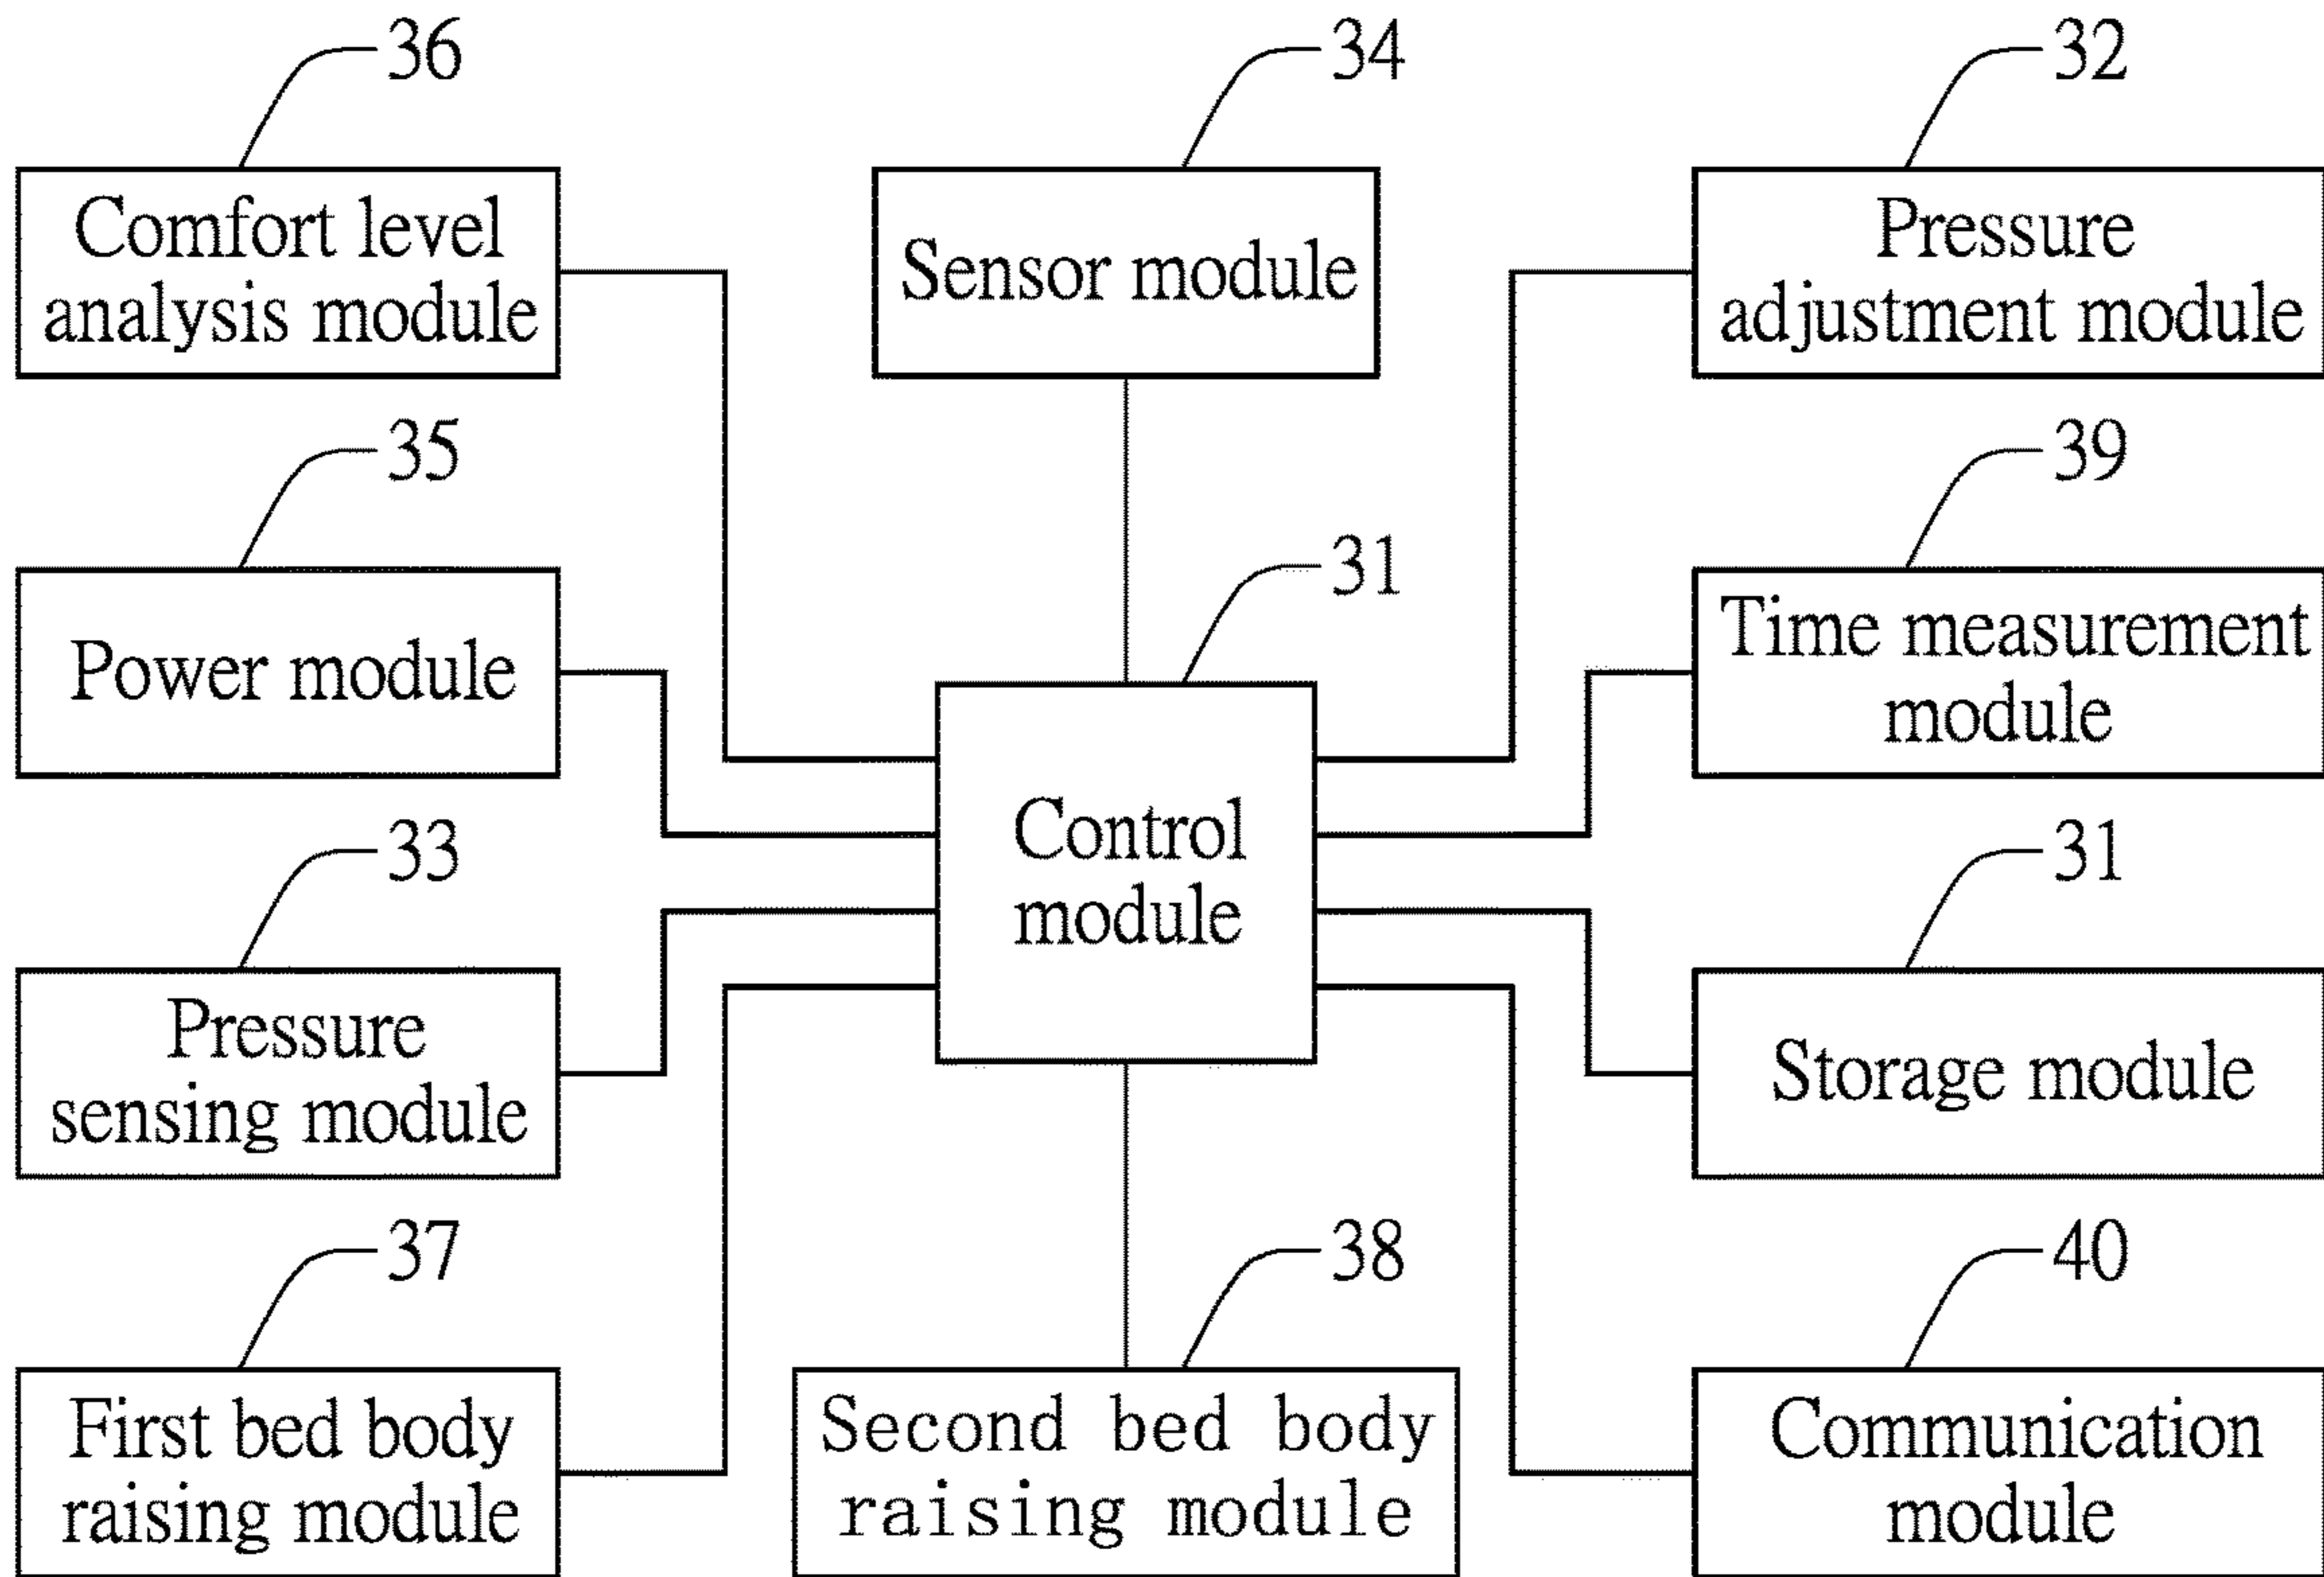 36
34
32
Comfort level
analysis module
Sensor module
Pressure
adjustment module
35
39
Power module
31
Time measurement
module
33
Control
module
31
Pressure
sensing module
Storage module
37
38
40
First bed body
raising module
Second bed body
raising module
Communication
module